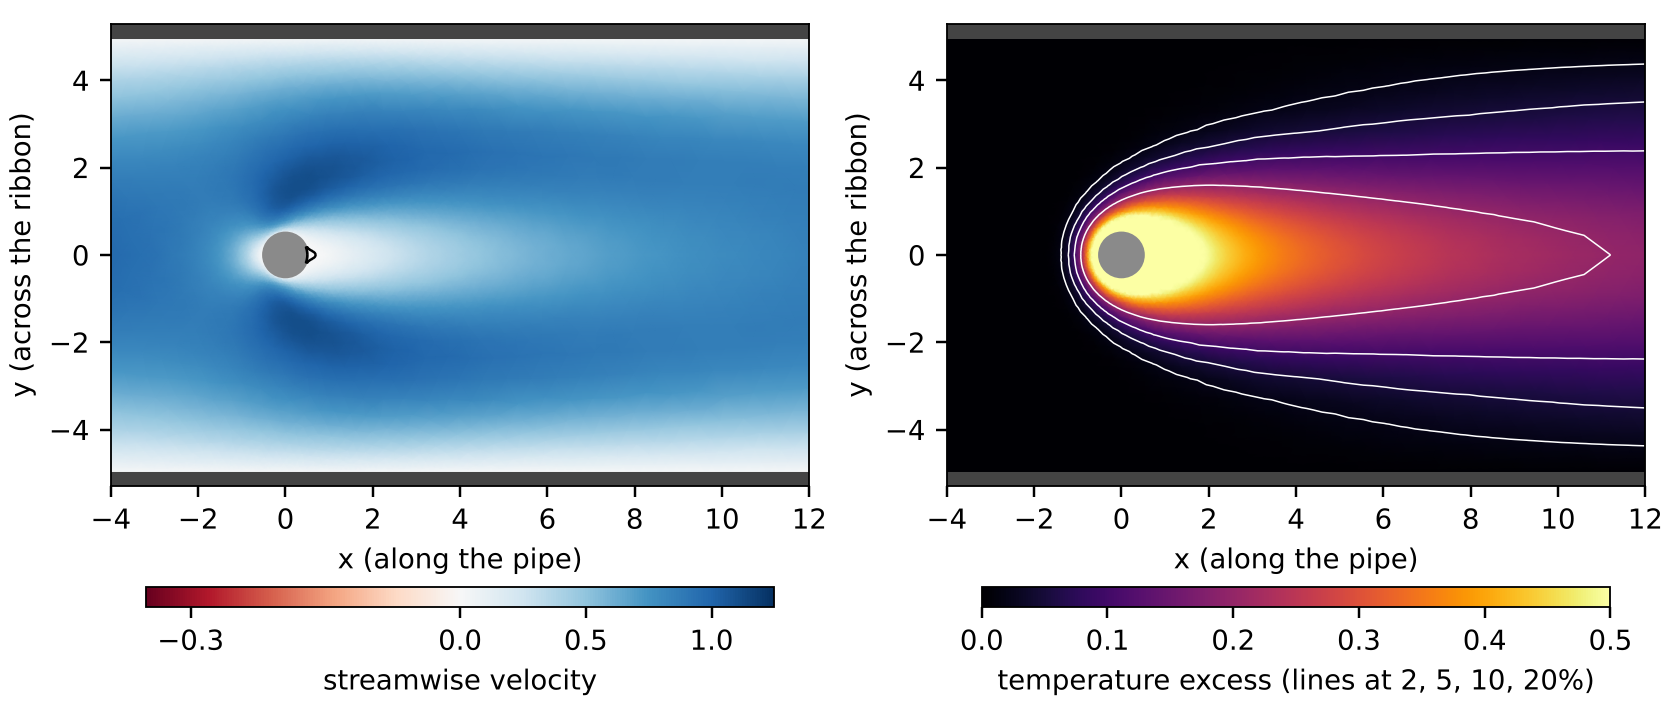 y (across the ribbon)
4
2
0
−2
−4
−4 −2 0 2 4 6 8 10 12
x (along the pipe)
−0.3 0.0 0.5 1.0
streamwise velocity
y (across the ribbon)
4
2
0
−2
−4
−4 −2 0 2 4 6 8 10 12
x (along the pipe)
0.0 0.1 0.2 0.3 0.4 0.5
temperature excess (lines at 2, 5, 10, 20%)